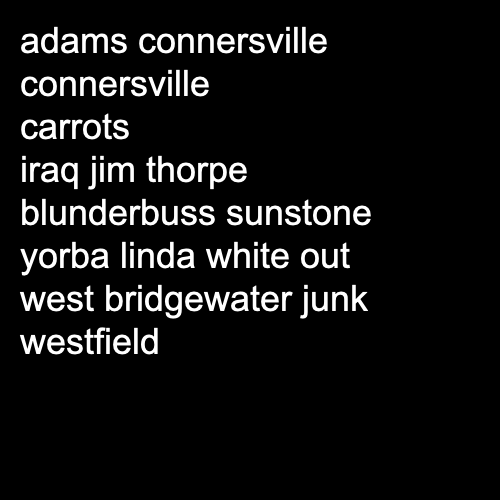 adams connersville
connersville
carrots
iraq jim thorpe
blunderbuss sunstone
yorba linda white out
west bridgewater junk
westfield